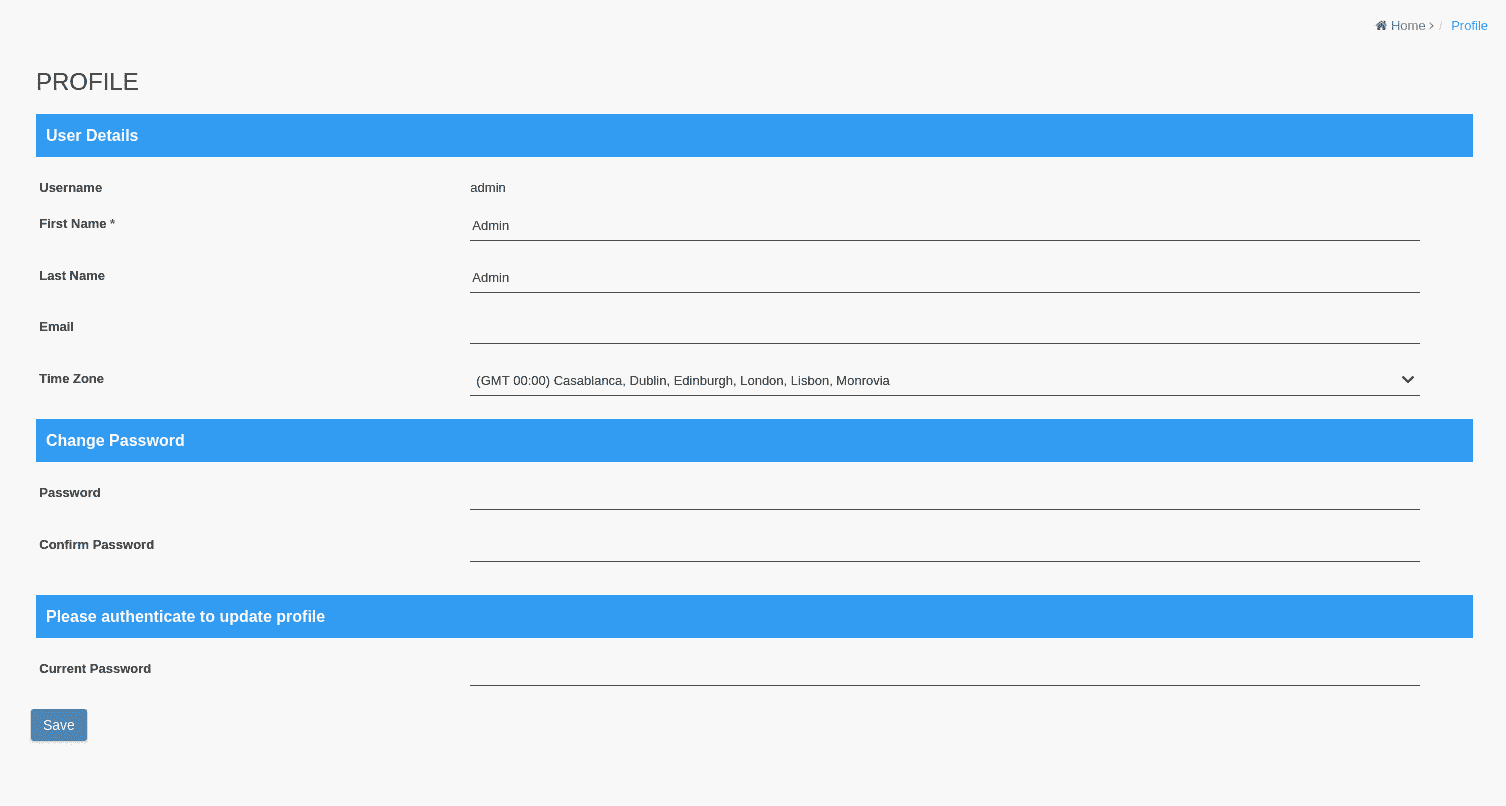 Home > / Profile
PROFILE
User Details
Username admin
First Name * Admin
Last Name Admin
Email
Time Zone (GMT 00:00) Casablanca, Dublin, Edinburgh, London, Lisbon, Monrovia
Change Password
Password
Confirm Password
Please authenticate to update profile
Current Password
Save